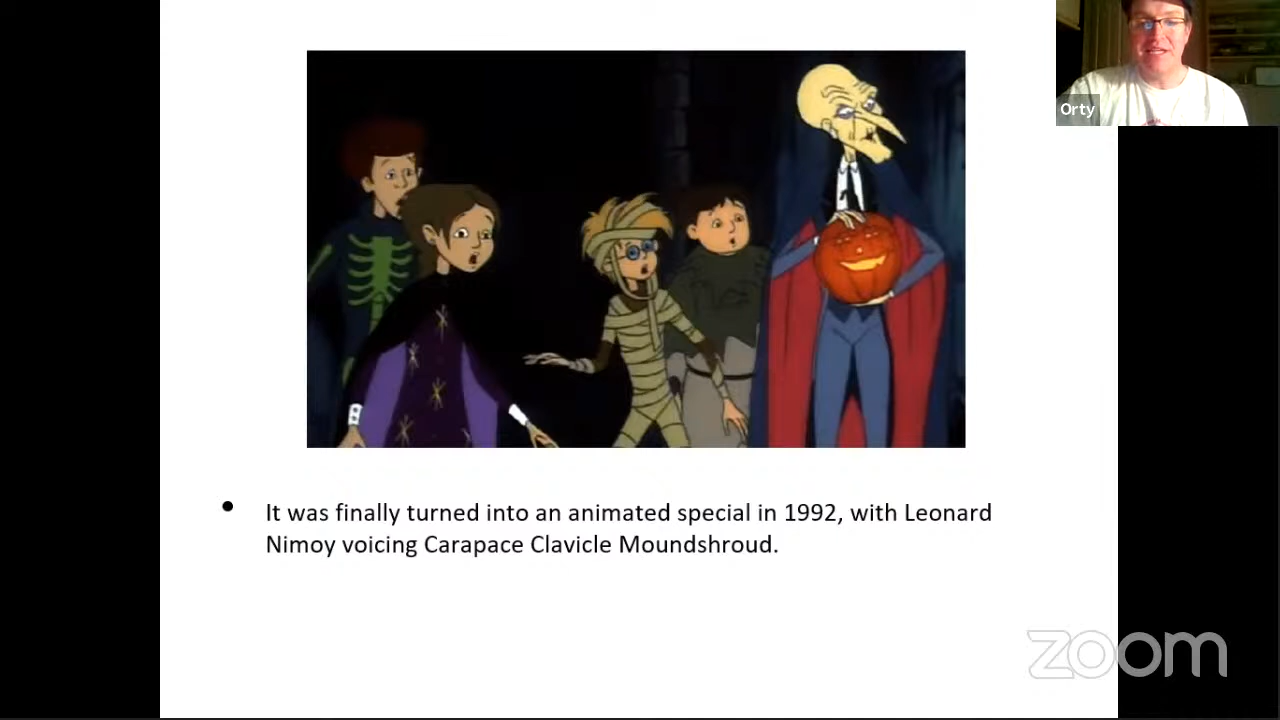 Orty
• It was finally turned into an animated special in 1992, with Leonard
Nimoy voicing Carapace Clavicle Moundshroud.
zoom